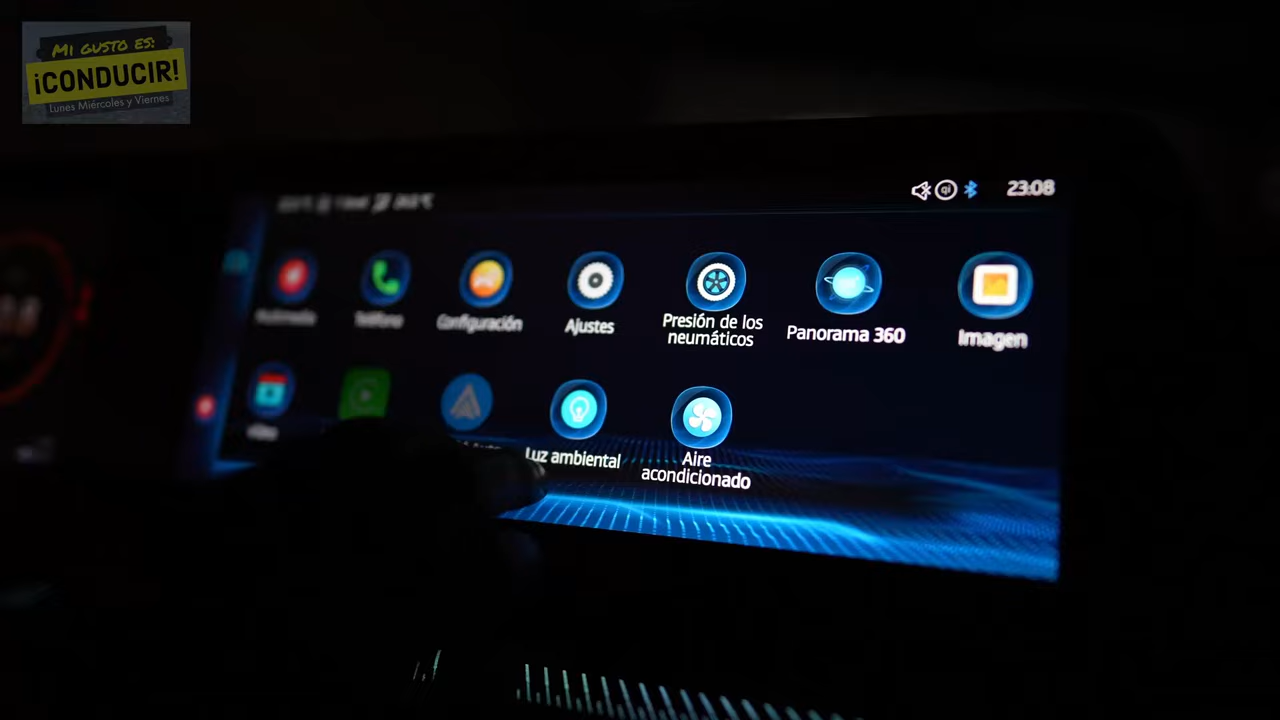 MI GUSTO ES:
¡CONDUCIR!
Lunes Miércoles y Viernes
qi
23:08
Multimedia
Teléfono
Configuración
Ajustes
Presión de los
neumáticos
Panorama 360
Imagen
Luz ambiental
Aire
acondicionado